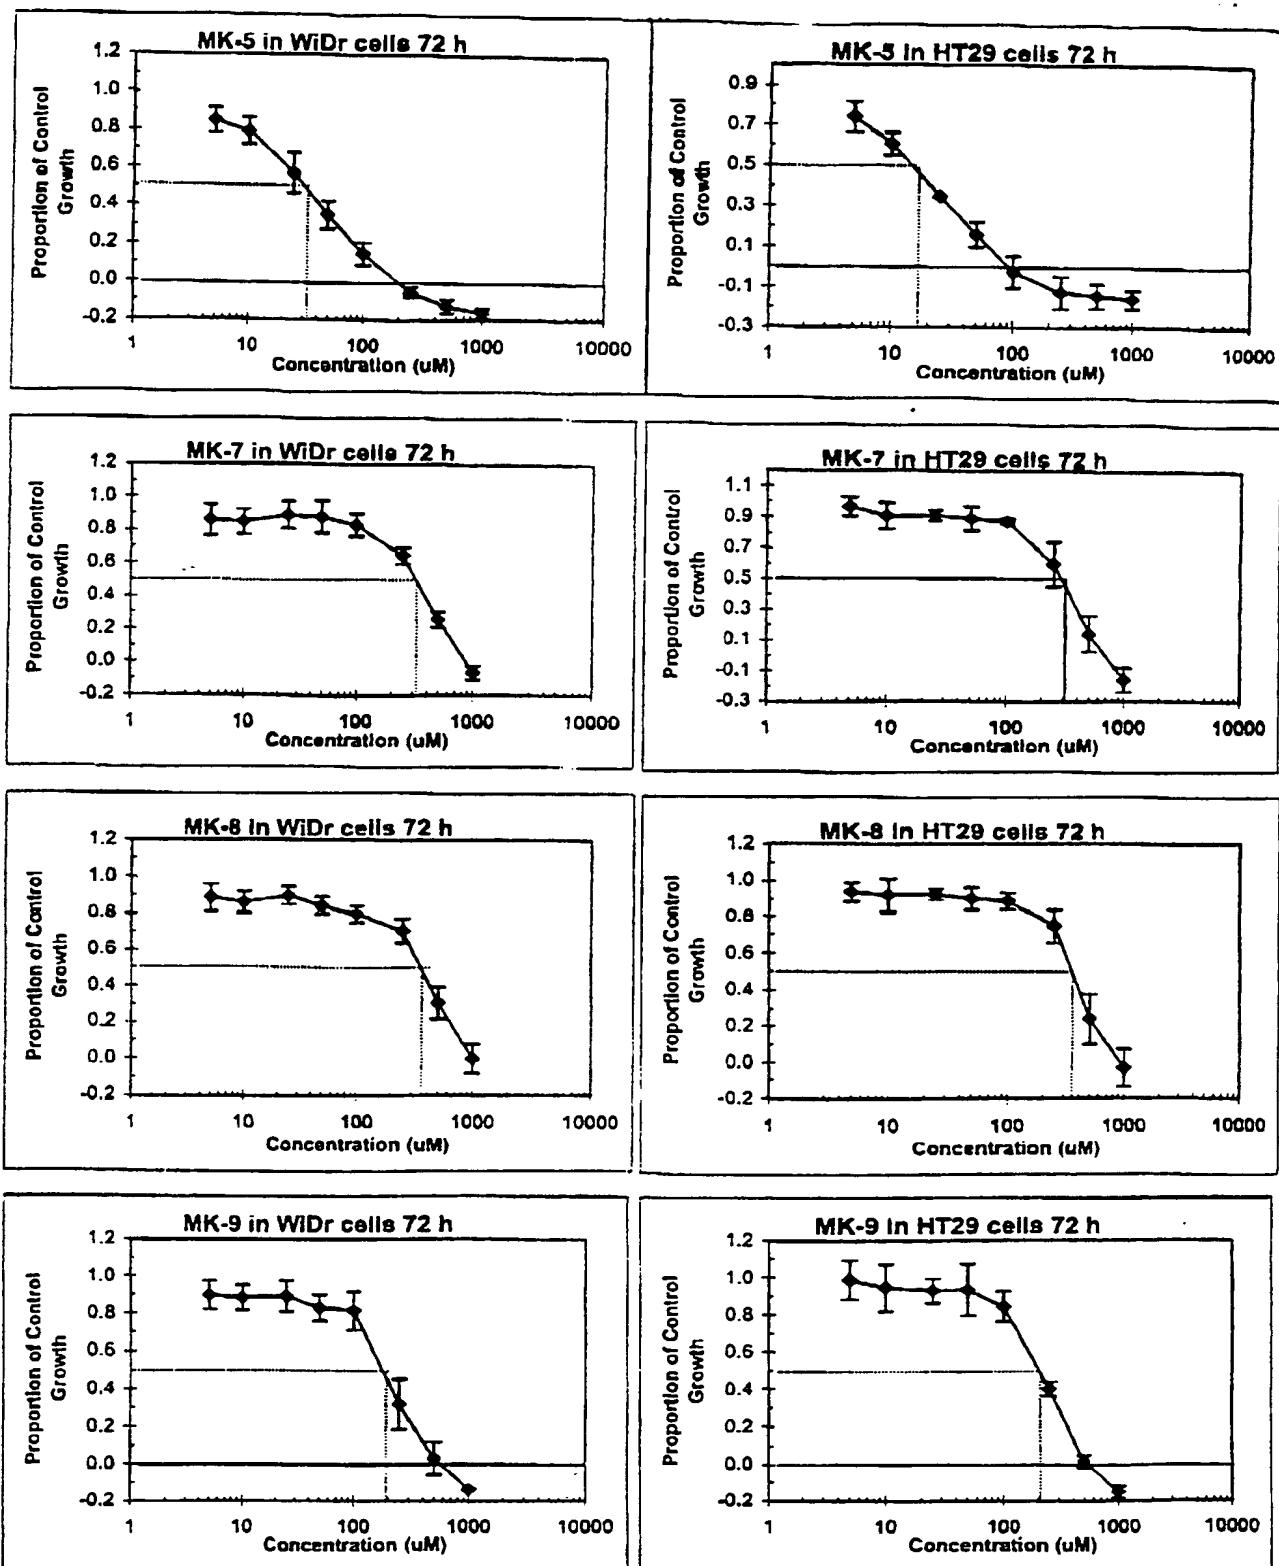 MK-5 in WiDr cells 72 h
1.2
1.0
0.8
0.6
0.4
0.2
0.0
-0.2
Proportion of Control
Growth
1 10 100 1000 10000
Concentration (uM)
MK-5 in HT29 cells 72 h
0.9
0.7
0.5
0.3
0.1
-0.1
-0.3
Proportion of Control
Growth
1 10 100 1000 10000
Concentration (uM)
MK-7 in WiDr cells 72 h
1.2
1.0
0.8
0.6
0.4
0.2
0.0
-0.2
Proportion of Control
Growth
1 10 100 1000 10000
Concentration (uM)
MK-7 in HT29 cells 72 h
1.1
0.9
0.7
0.5
0.3
0.1
-0.1
-0.3
Proportion of Control
Growth
1 10 100 1000 10000
Concentration (uM)
MK-8 in WiDr cells 72 h
1.2
1.0
0.8
0.6
0.4
0.2
0.0
-0.2
Proportion of Control
Growth
1 10 100 1000 10000
Concentration (uM)
MK-8 in HT29 cells 72 h
1.2
1.0
0.8
0.6
0.4
0.2
0.0
-0.2
Proportion of Control
Growth
1 10 100 1000 10000
Concentration (uM)
MK-9 in WiDr cells 72 h
1.2
1.0
0.8
0.6
0.4
0.2
0.0
-0.2
Proportion of Control
Growth
1 10 100 1000 10000
Concentration (uM)
MK-9 in HT29 cells 72 h
1.2
1.0
0.8
0.6
0.4
0.2
0.0
-0.2
Proportion of Control
Growth
1 10 100 1000 10000
Concentration (uM)